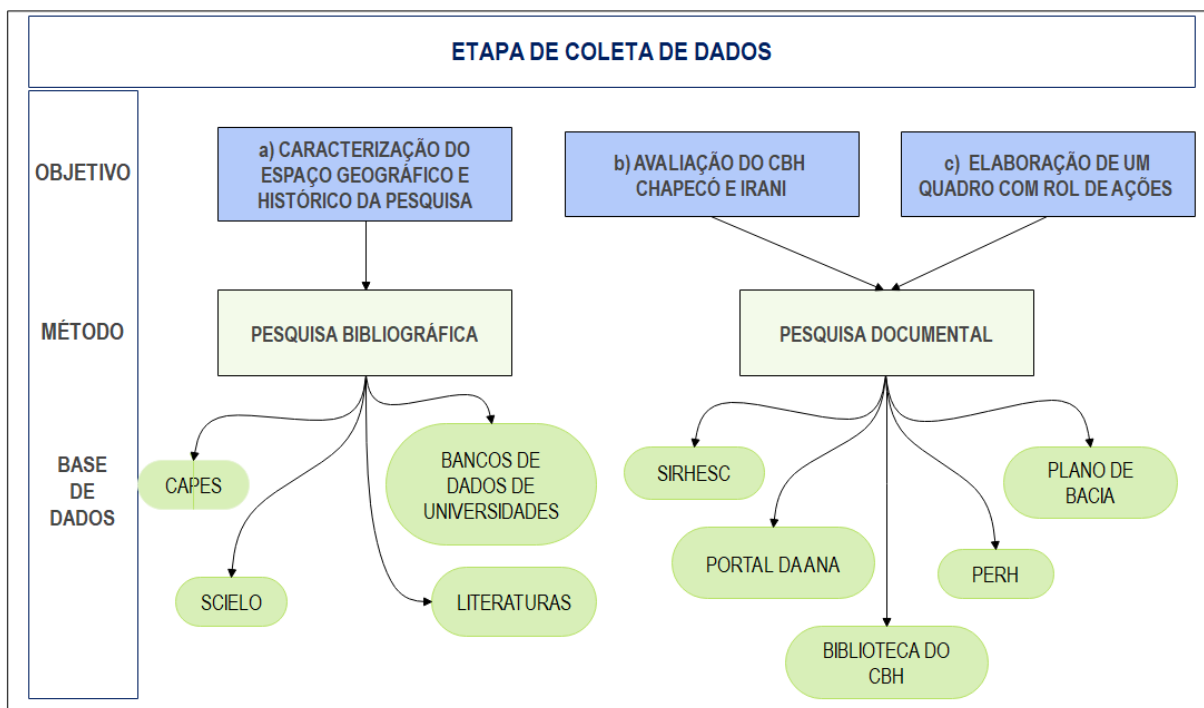 ETAPA DE COLETA DE DADOS
OBJETIVO
a) CARACTERIZAÇÃO DO
ESPAÇO GEOGRÁFICO E
HISTÓRICO DA PESQUISA
b) AVALIAÇÃO DO CBH
CHAPECÓ E IRANI
c) ELABORAÇÃO DE UM
QUADRO COM ROL DE AÇÕES
MÉTODO
PESQUISA BIBLIOGRÁFICA
PESQUISA DOCUMENTAL
BASE
DE
DADOS
CAPES
BANCOS DE
DADOS DE
UNIVERSIDADES
SCIELO
LITERATURAS
SIRHESC
PLANO DE
BACIA
PORTAL DA ANA
PERH
BIBLIOTECA DO
CBH